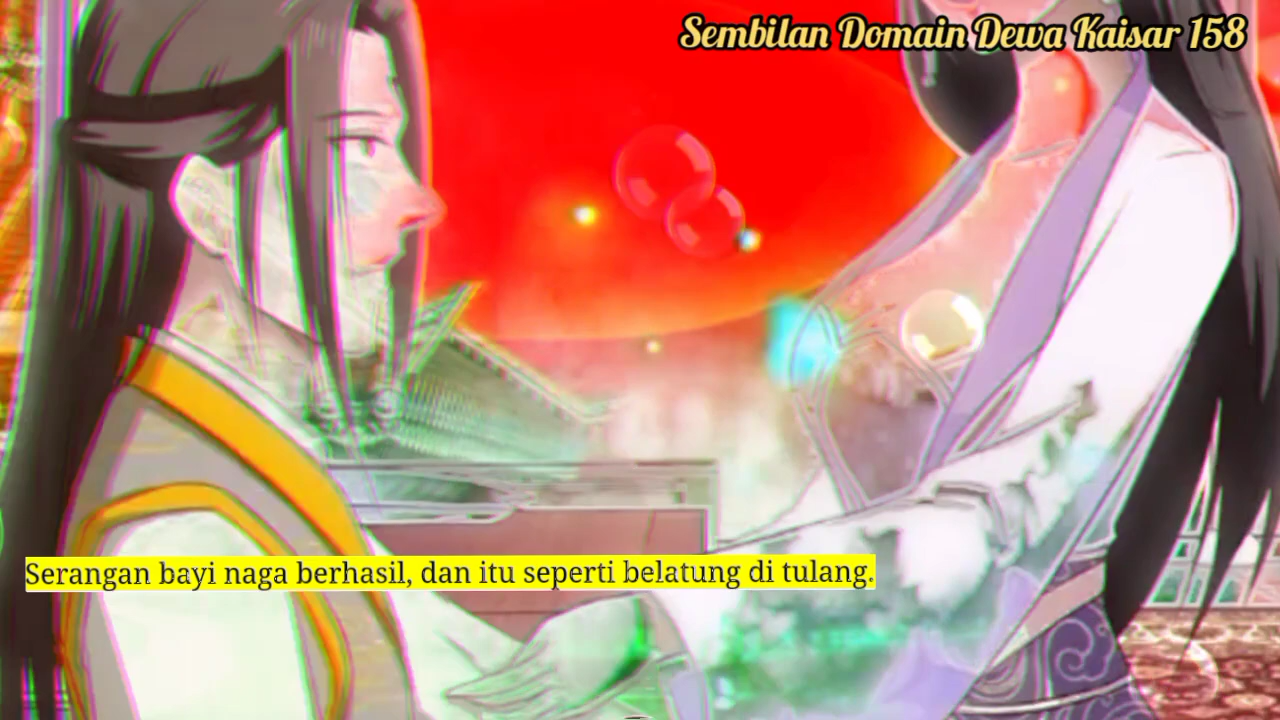 Sembilan Domain Dewa Kaisar 158
Serangan bayi naga berhasil, dan itu seperti belatung di tulang.